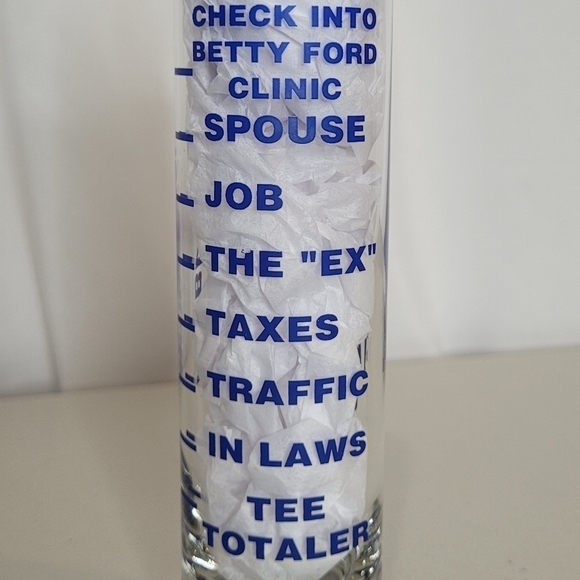 CHECK INTO
BETTY FORD
CLINIC
SPOUSE
JOB
THE "EX"
TAXES
TRAFFIC
IN LAWS
TEE
TOTALER